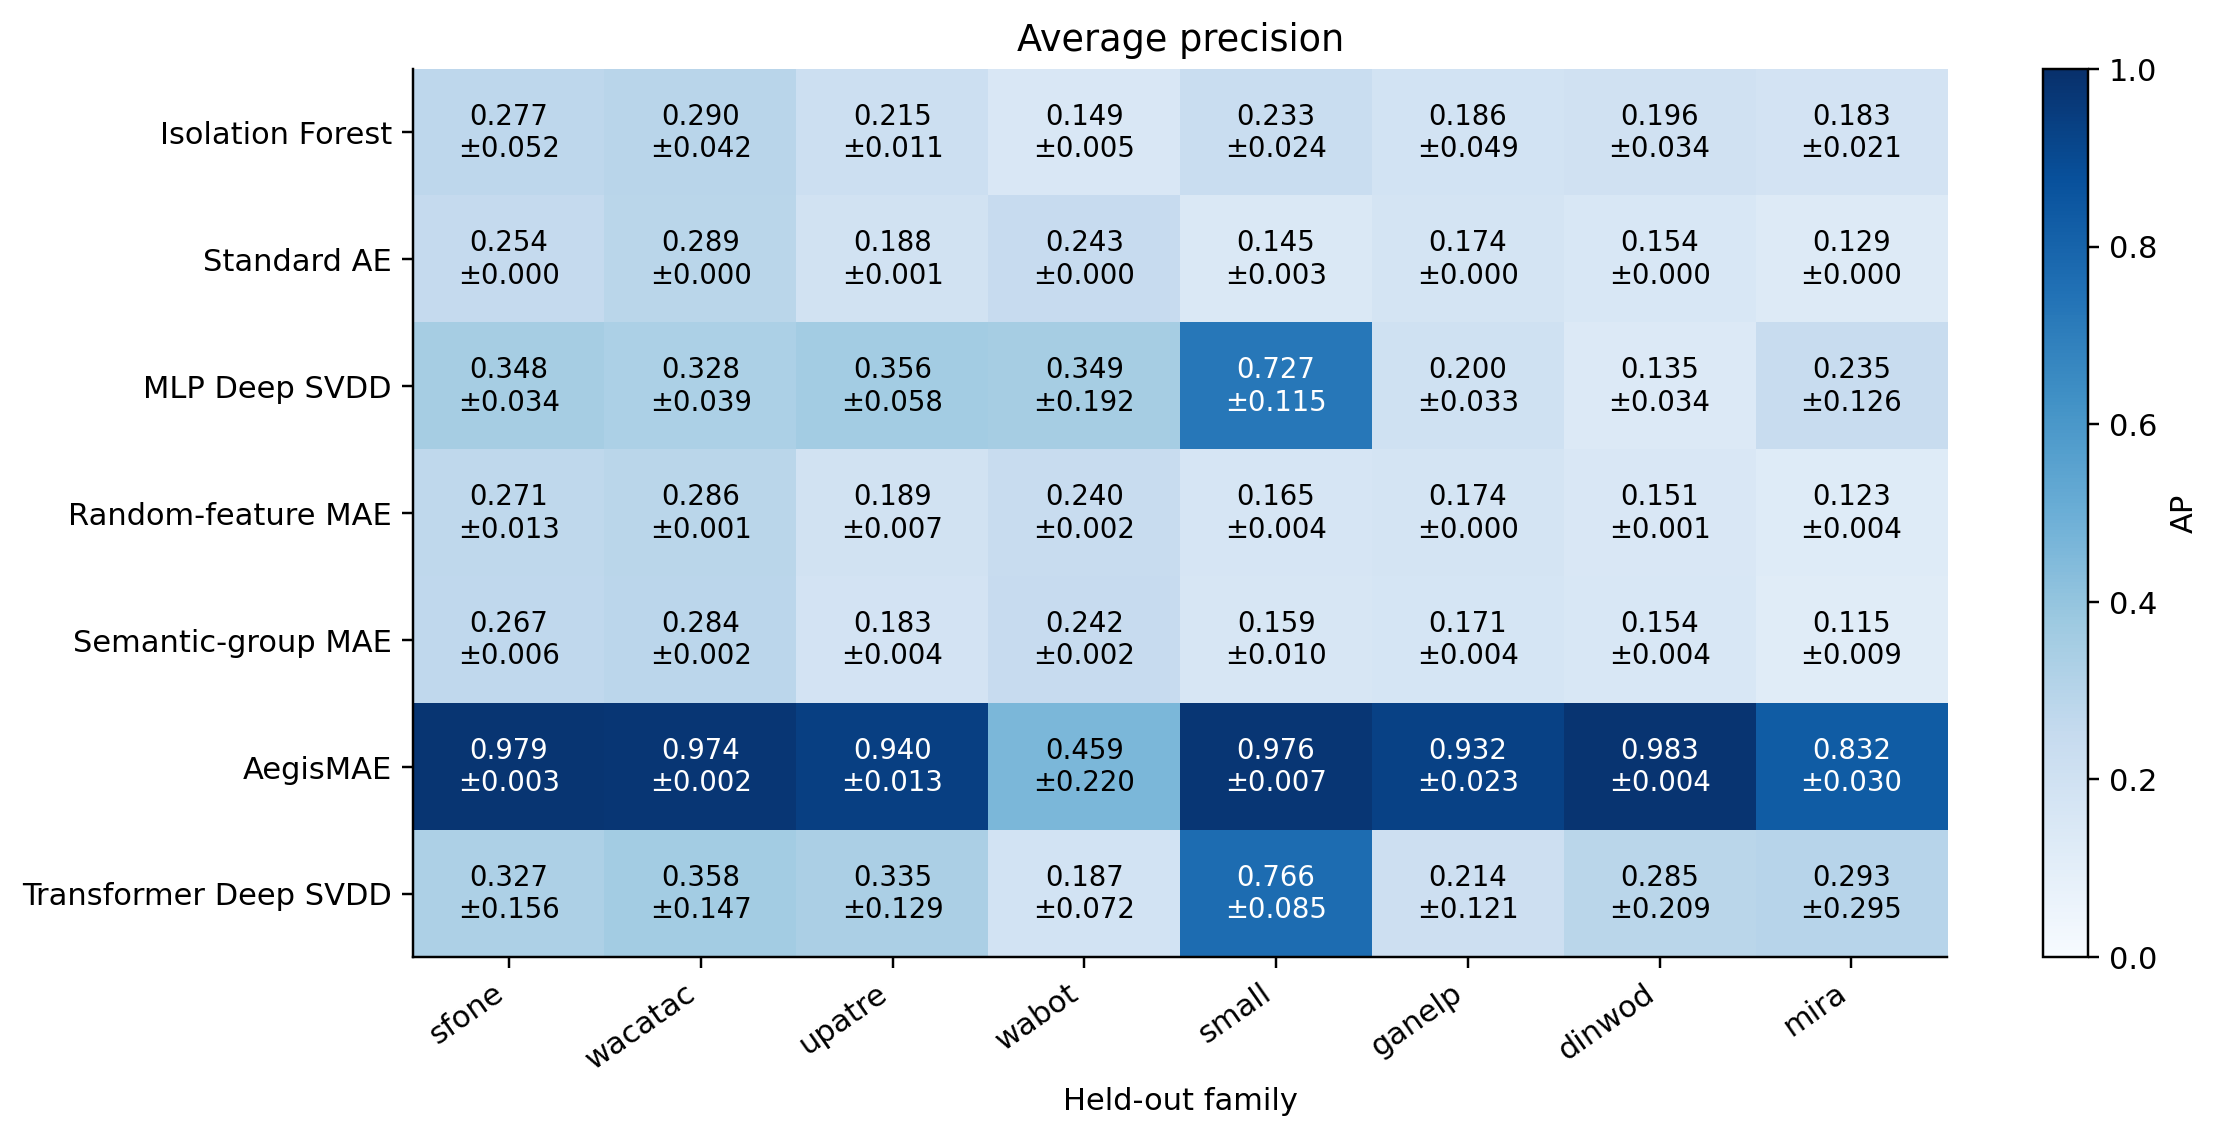 Average precision
Isolation Forest
0.277 0.290 0.215 0.149 0.233 0.186 0.196 0.183
±0.052 ±0.042 ±0.011 ±0.005 ±0.024 ±0.049 ±0.034 ±0.021
Standard AE
0.254 0.289 0.188 0.243 0.145 0.174 0.154 0.129
±0.000 ±0.000 ±0.001 ±0.000 ±0.003 ±0.000 ±0.000 ±0.000
MLP Deep SVDD
0.348 0.328 0.356 0.349 0.727 0.200 0.135 0.235
±0.034 ±0.039 ±0.058 ±0.192 ±0.115 ±0.033 ±0.034 ±0.126
Random-feature MAE
0.271 0.286 0.189 0.240 0.165 0.174 0.151 0.123
±0.013 ±0.001 ±0.007 ±0.002 ±0.004 ±0.000 ±0.001 ±0.004
Semantic-group MAE
0.267 0.284 0.183 0.242 0.159 0.171 0.154 0.115
±0.006 ±0.002 ±0.004 ±0.002 ±0.010 ±0.004 ±0.004 ±0.009
AegisMAE
0.979 0.974 0.940 0.459 0.976 0.932 0.983 0.832
±0.003 ±0.002 ±0.013 ±0.220 ±0.007 ±0.023 ±0.004 ±0.030
Transformer Deep SVDD
0.327 0.358 0.335 0.187 0.766 0.214 0.285 0.293
±0.156 ±0.147 ±0.129 ±0.072 ±0.085 ±0.121 ±0.209 ±0.295
sfone wacatac upatre wabot small ganelp dinwod mira
Held-out family
1.0
0.8
0.6
0.4
0.2
0.0
AP